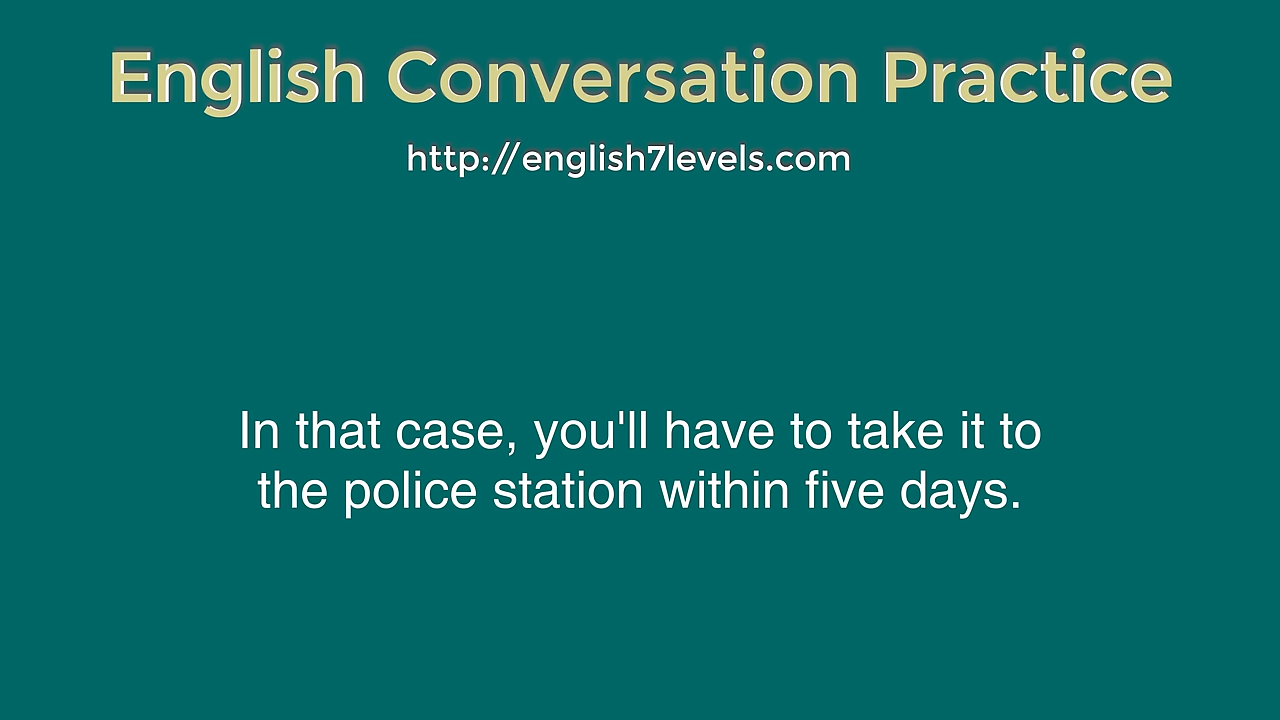 English Conversation Practice
http://english7levels.com
In that case, you'll have to take it to
the police station within five days.